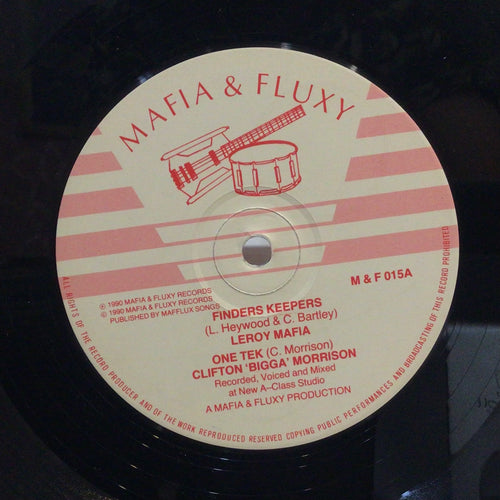 MAFIA & FLUXY
M & F 015A
℗ 1990 MAFIA & FLUXY RECORDS
© 1990 MAFIA & FLUXY RECORDS
PUBLISHED BY MAFFLUX SONGS
FINDERS KEEPERS
(L. Heywood & C. Bartley)
LEROY MAFIA
ONE TEK (C. Morrison)
CLIFTON 'BIGGA' MORRISON
Recorded, Voiced and Mixed
at New A–Class Studio
A MAFIA & FLUXY PRODUCTION
ALL RIGHTS OF THE RECORD PRODUCER AND OF THE WORK REPRODUCED RESERVED COPYING PUBLIC PERFORMANCES AND BROADCASTING OF THIS RECORD PROHIBITED